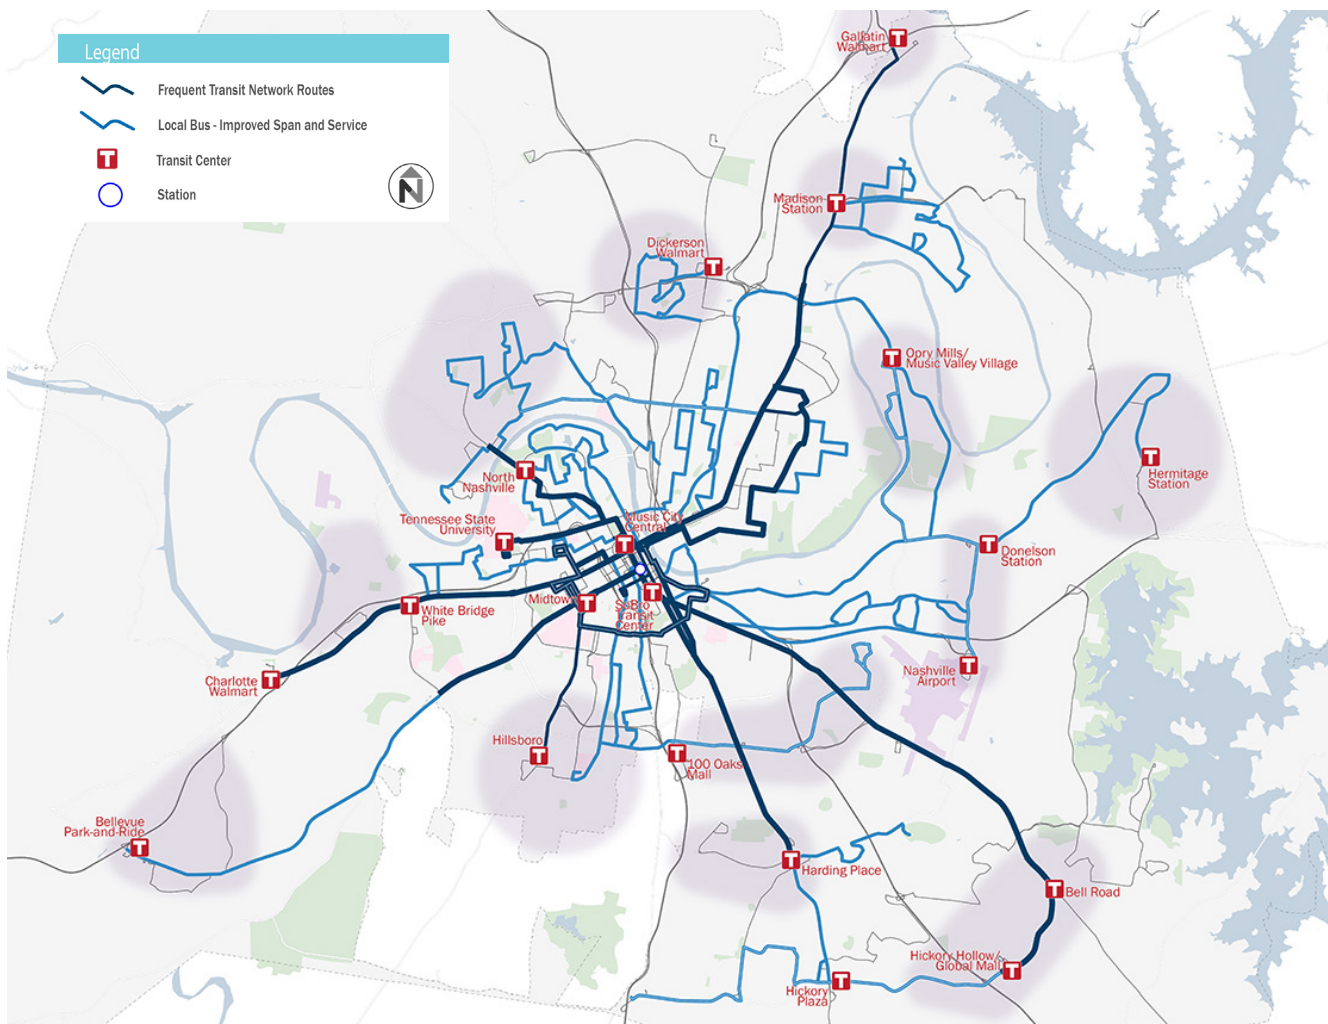 Legend
Frequent Transit Network Routes
Local Bus - Improved Span and Service
T Transit Center
Station
N
Gallatin
Walmart
T
Madison
Station
T
Dickerson
Walmart
T
T
Opry Mills/
Music Valley Village
T
Hermitage
Station
North
Nashville
T
Tennessee State
University
T
Music City
Central
T
T
Donelson
Station
T
White Bridge
Pike
Midtown
T
T
SoBro
Transit
Center
Charlotte
Walmart
T
Nashville
Airport
T
Hillsboro
T
T
100 Oaks
Mall
Bellevue
Park-and-Ride
T
T
Harding Place
T
Bell Road
Hickory Hollow/
Global Mall
T
Hickory
Plaza
T